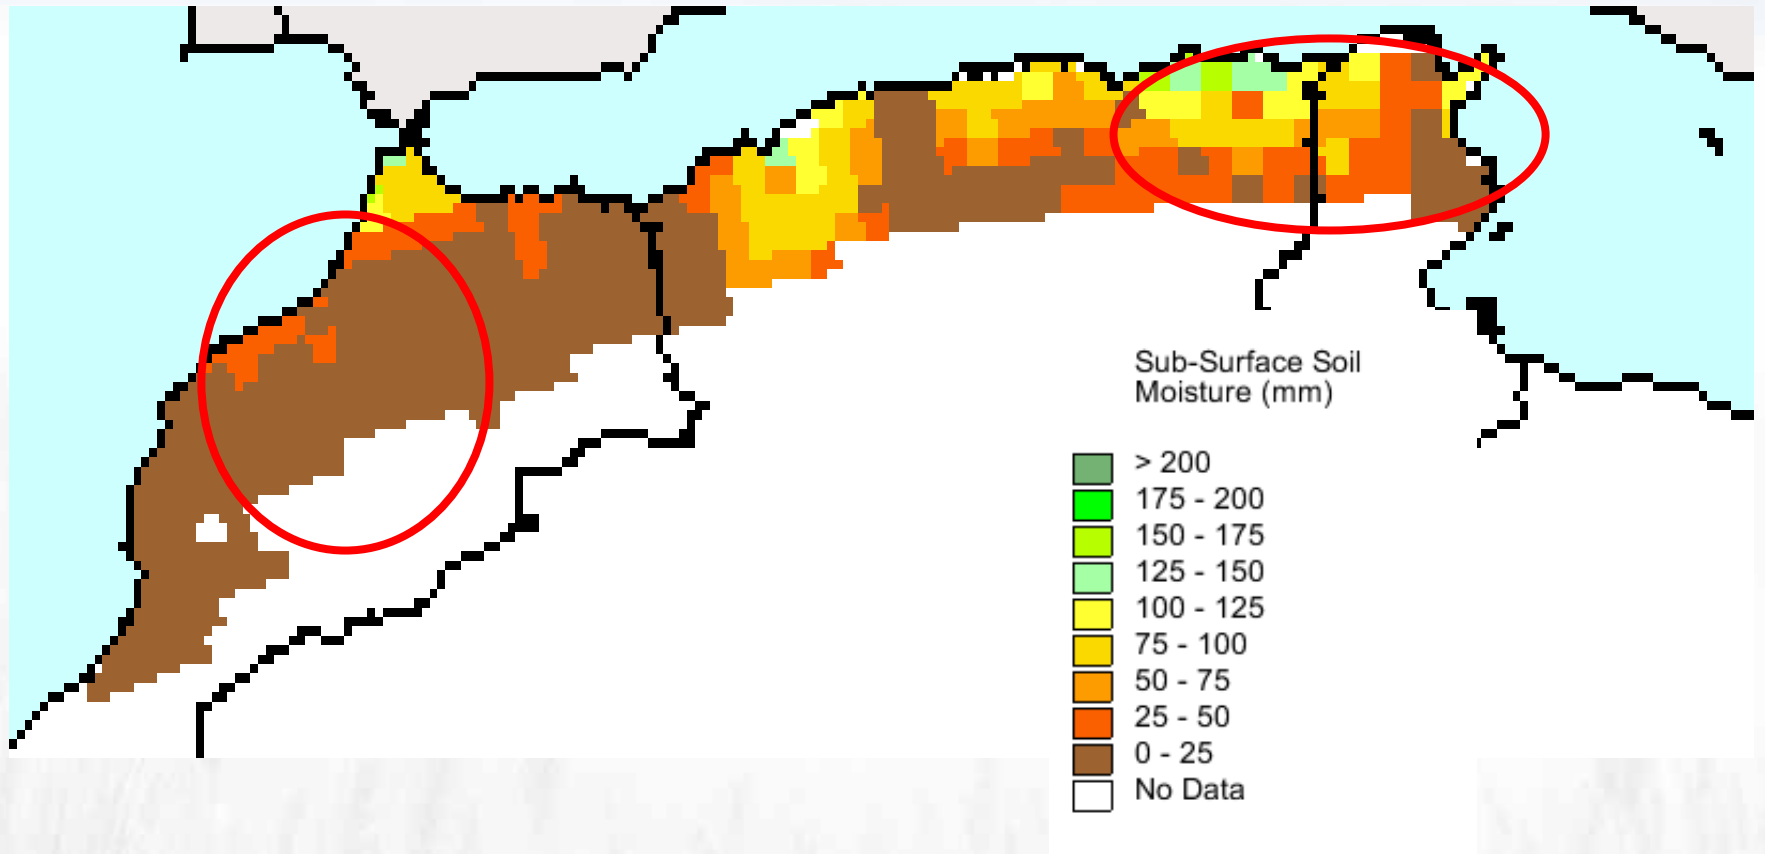 Sub-Surface Soil
Moisture (mm)
> 200
175 - 200
150 - 175
125 - 150
100 - 125
75 - 100
50 - 75
25 - 50
0 - 25
No Data